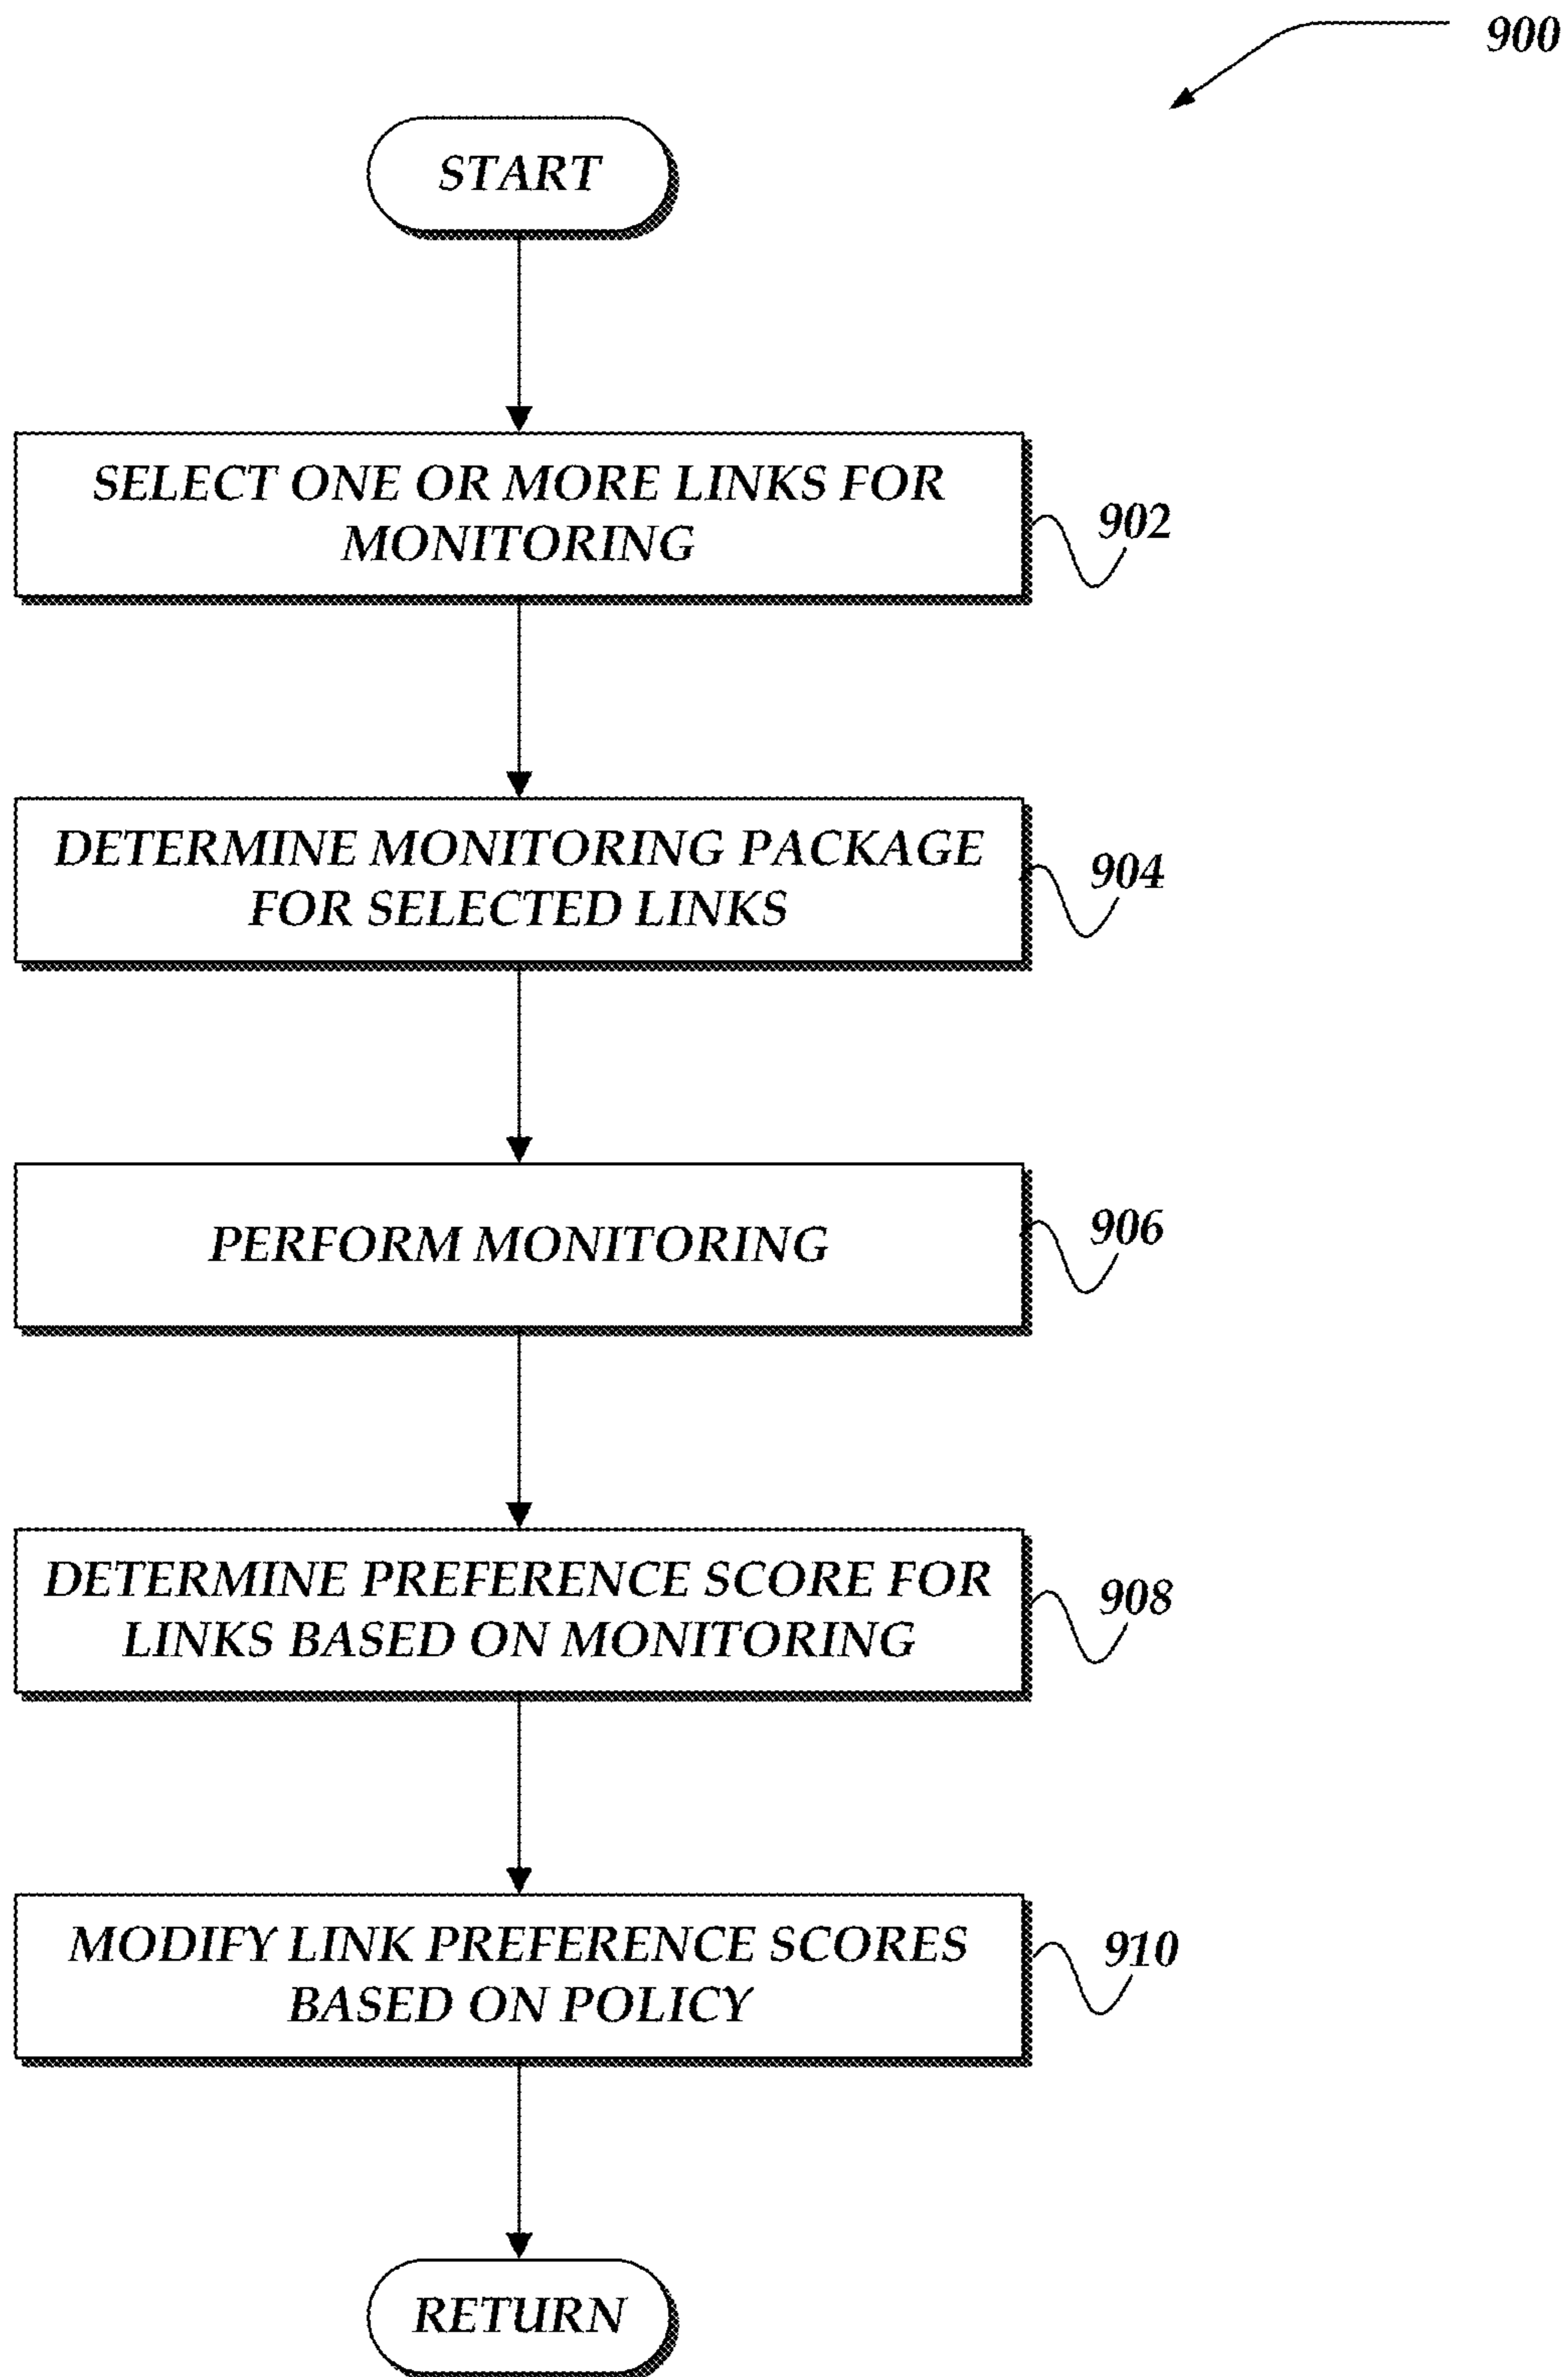 900
START
SELECT ONE OR MORE LINKS FOR
MONITORING
902
DETERMINE MONITORING PACKAGE
FOR SELECTED LINKS
904
PERFORM MONITORING
906
DETERMINE PREFERENCE SCORE FOR
LINKS BASED ON MONITORING
908
MODIFY LINK PREFERENCE SCORES
BASED ON POLICY
910
RETURN